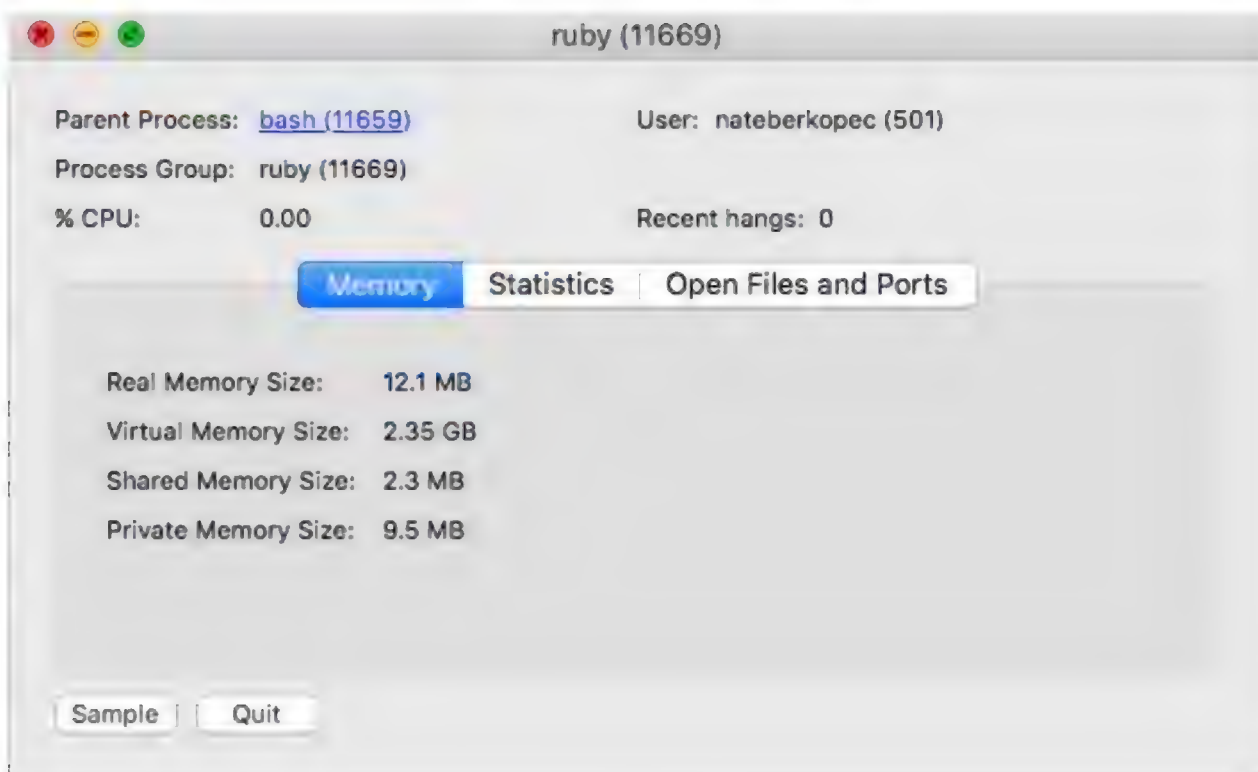 ruby (11669)
Parent Process: bash (11659) User: nateberkopec (501)
Process Group: ruby (11669)
% CPU: 0.00 Recent hangs: 0
Memory Statistics Open Files and Ports
Real Memory Size: 12.1 MB
Virtual Memory Size: 2.35 GB
Shared Memory Size: 2.3 MB
Private Memory Size: 9.5 MB
Sample Quit